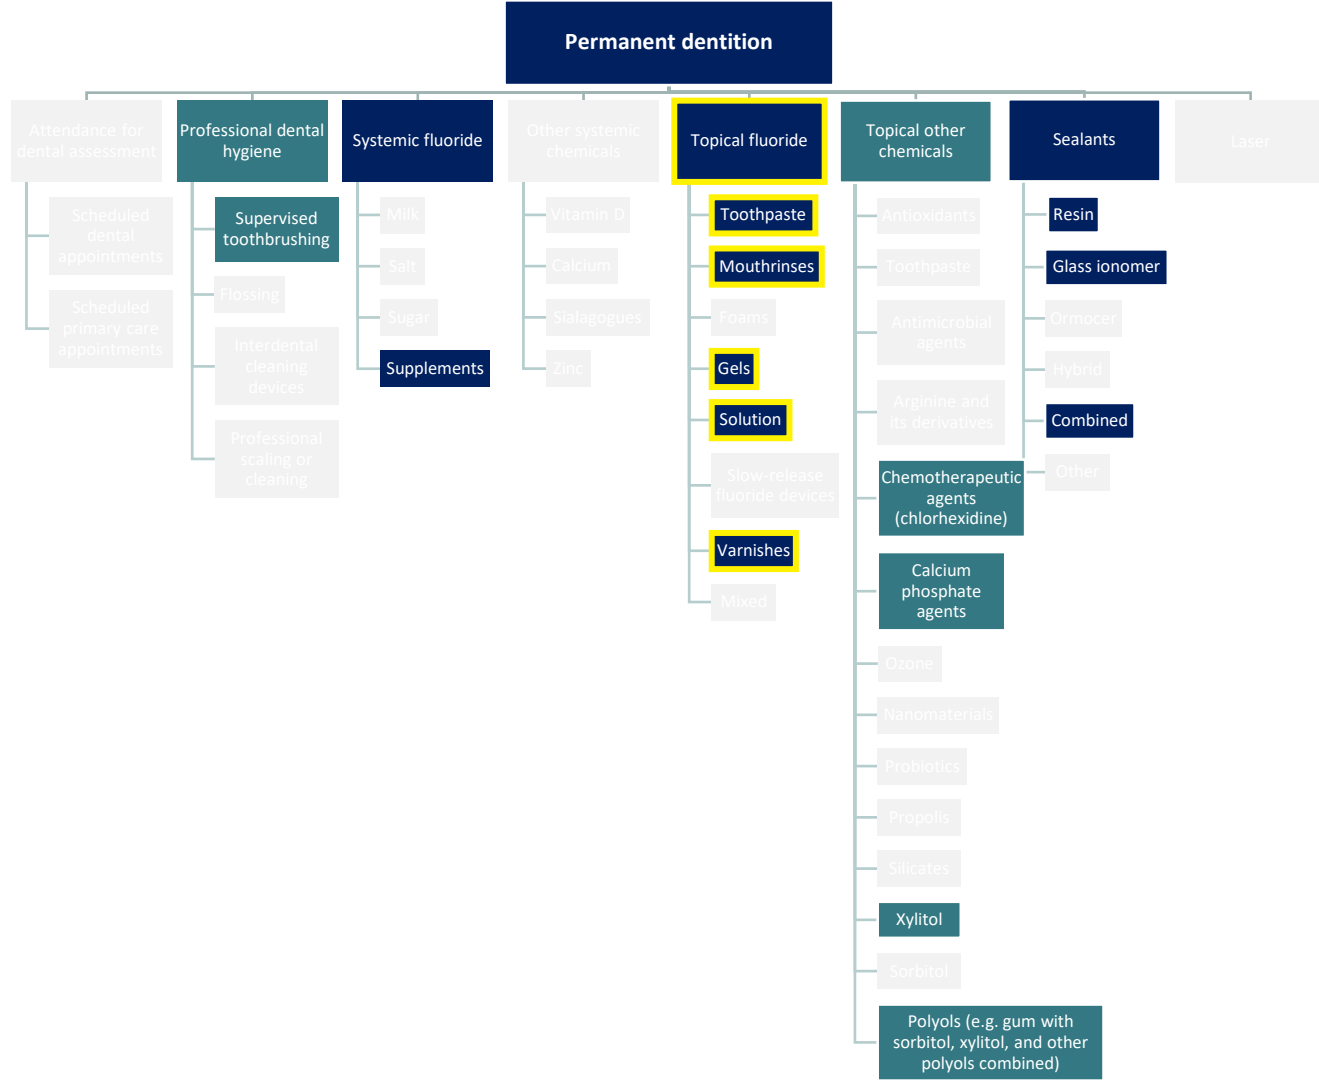 Permanent dentition
Attendance for
dental assessment
Scheduled
dental
appointments
Scheduled
primary care
appointments
Professional dental
hygiene
Supervised
toothbrushing
Flossing
Interdental
cleaning
devices
Professional
scaling or
cleaning
Systemic fluoride
Milk
Salt
Sugar
Supplements
Other systemic
chemicals
Vitamin D
Calcium
Sialagogues
Zinc
Topical fluoride
Toothpaste
Mouthrinses
Foams
Gels
Solution
Slow-release
fluoride devices
Varnishes
Mixed
Topical other
chemicals
Antioxidants
Toothpaste
Antimicrobial
agents
Arginine and
its derivatives
Chemotherapeutic
agents
(chlorhexidine)
Calcium
phosphate
agents
Ozone
Nanomaterials
Probiotics
Propolis
Silicates
Xylitol
Sorbitol
Polyols (e.g. gum with
sorbitol, xylitol, and other
polyols combined)
Sealants
Resin
Glass ionomer
Ormocer
Hybrid
Combined
Other
Laser